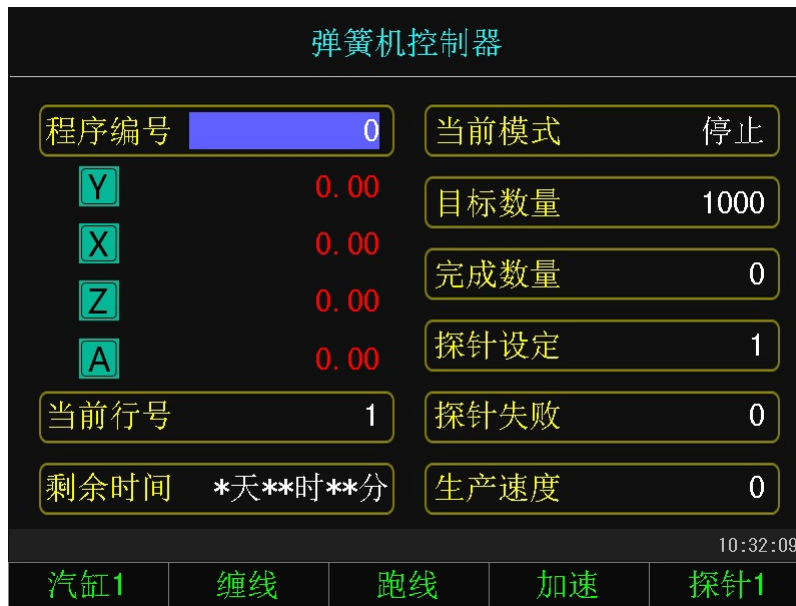 弹簧机控制器
程序编号 0
当前模式 停止
Y 0.00
目标数量 1000
X 0.00
完成数量 0
Z 0.00
探针设定 1
A 0.00
当前行号 1
探针失败 0
剩余时间 *天**时**分
生产速度 0
10:32:09
汽缸1 缠线 跑线 加速 探针1